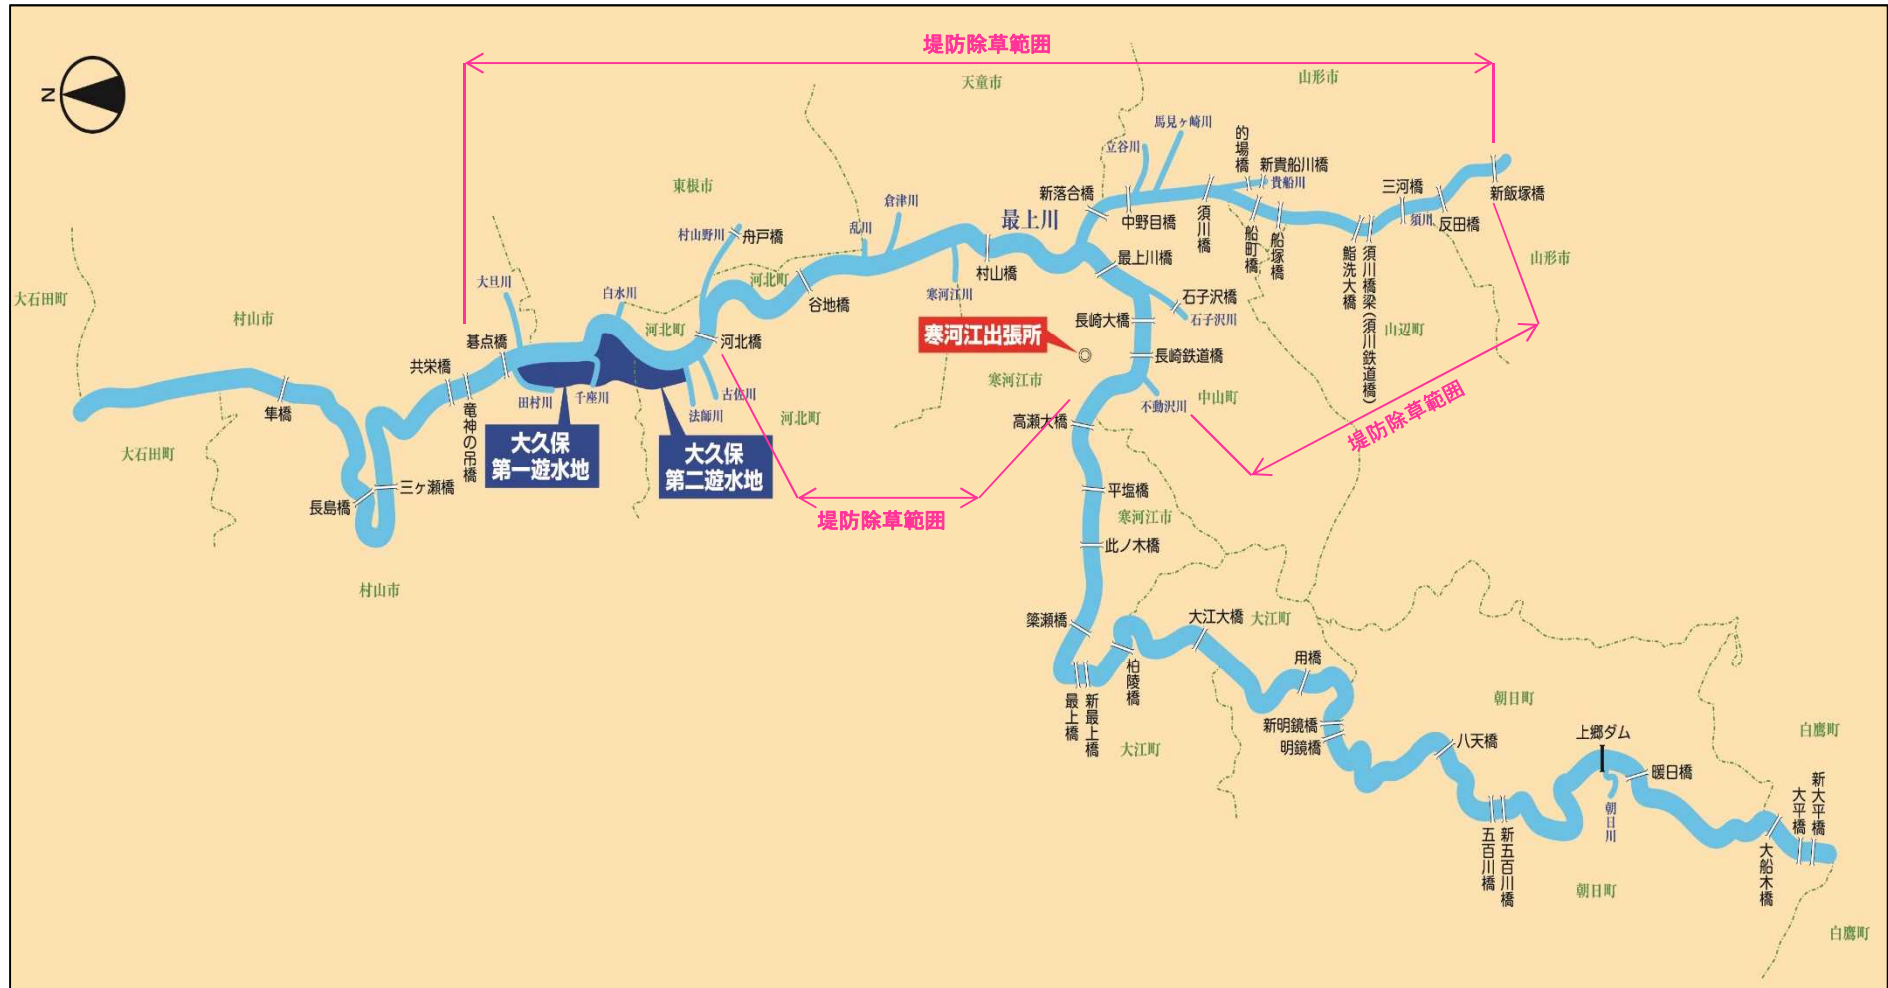 堤防除草範囲
天童市
山形市
N
馬見ヶ崎川
立谷川
的場橋
新貴船川橋
貴船川
東根市
倉津川
新落合橋
最上川
中野目橋
須川橋
三河橋
須川
新飯塚橋
反田橋
村山野川
舟戸橋
乱川
船町橋
船塚橋
鮨洗大橋
須川橋梁(須川鉄道橋)
山形市
大旦川
白水川
河北町
谷地橋
村山橋
寒河江川
最上川橋
石子沢橋
石子沢川
大石田町
村山市
碁点橋
河北町
河北橋
長崎大橋
寒河江出張所
山辺町
共栄橋
長崎鉄道橋
寒河江市
中山町
不動沢川
隼橋
竜神の吊橋
田村川
千座川
古佐川
法師川
河北町
高瀬大橋
堤防除草範囲
大石田町
大久保
第一遊水地
大久保
第二遊水地
長島橋
三ヶ瀬橋
堤防除草範囲
平塩橋
寒河江市
此ノ木橋
村山市
簗瀬橋
大江大橋
大江町
用橋
柏陵橋
最上橋
新最上橋
大江町
新明鏡橋
明鏡橋
朝日町
八天橋
上郷ダム
暖日橋
白鷹町
朝日川
新大平橋
大平橋
五百川橋
新五百川橋
大船木橋
朝日町
白鷹町